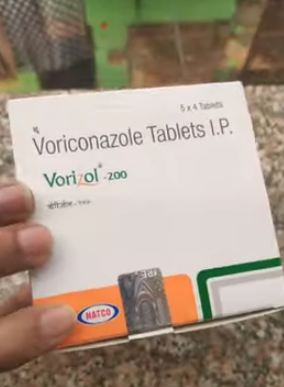 5 x 4 Tablets
Voriconazole Tablets I.P.
Vorizol® -200
NATCO